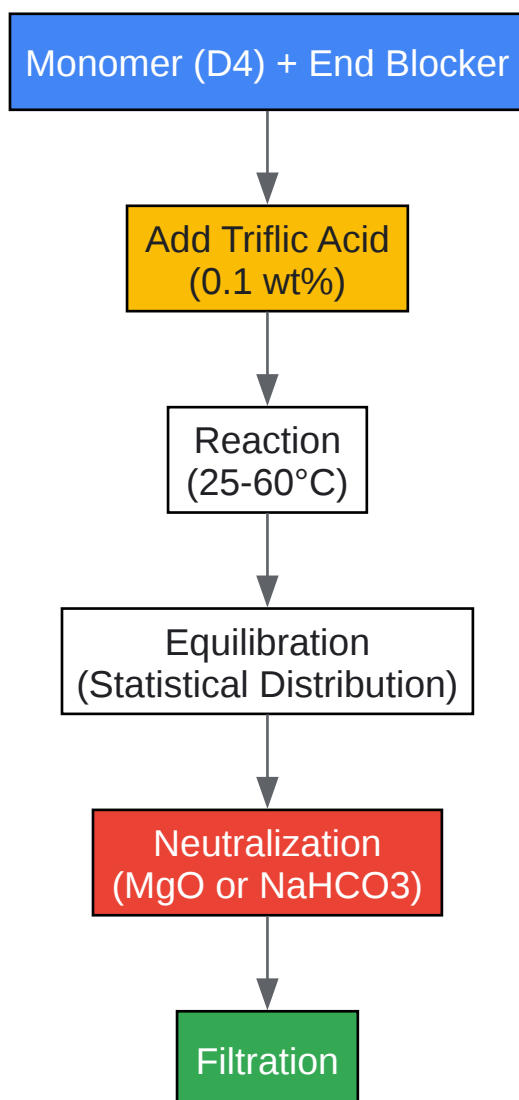 Monomer (D4) + End Blocker
Add Triflic Acid
(0.1 wt%)
Reaction
(25-60°C)
Equilibration
(Statistical Distribution)
Neutralization
(MgO or NaHCO3)
Filtration